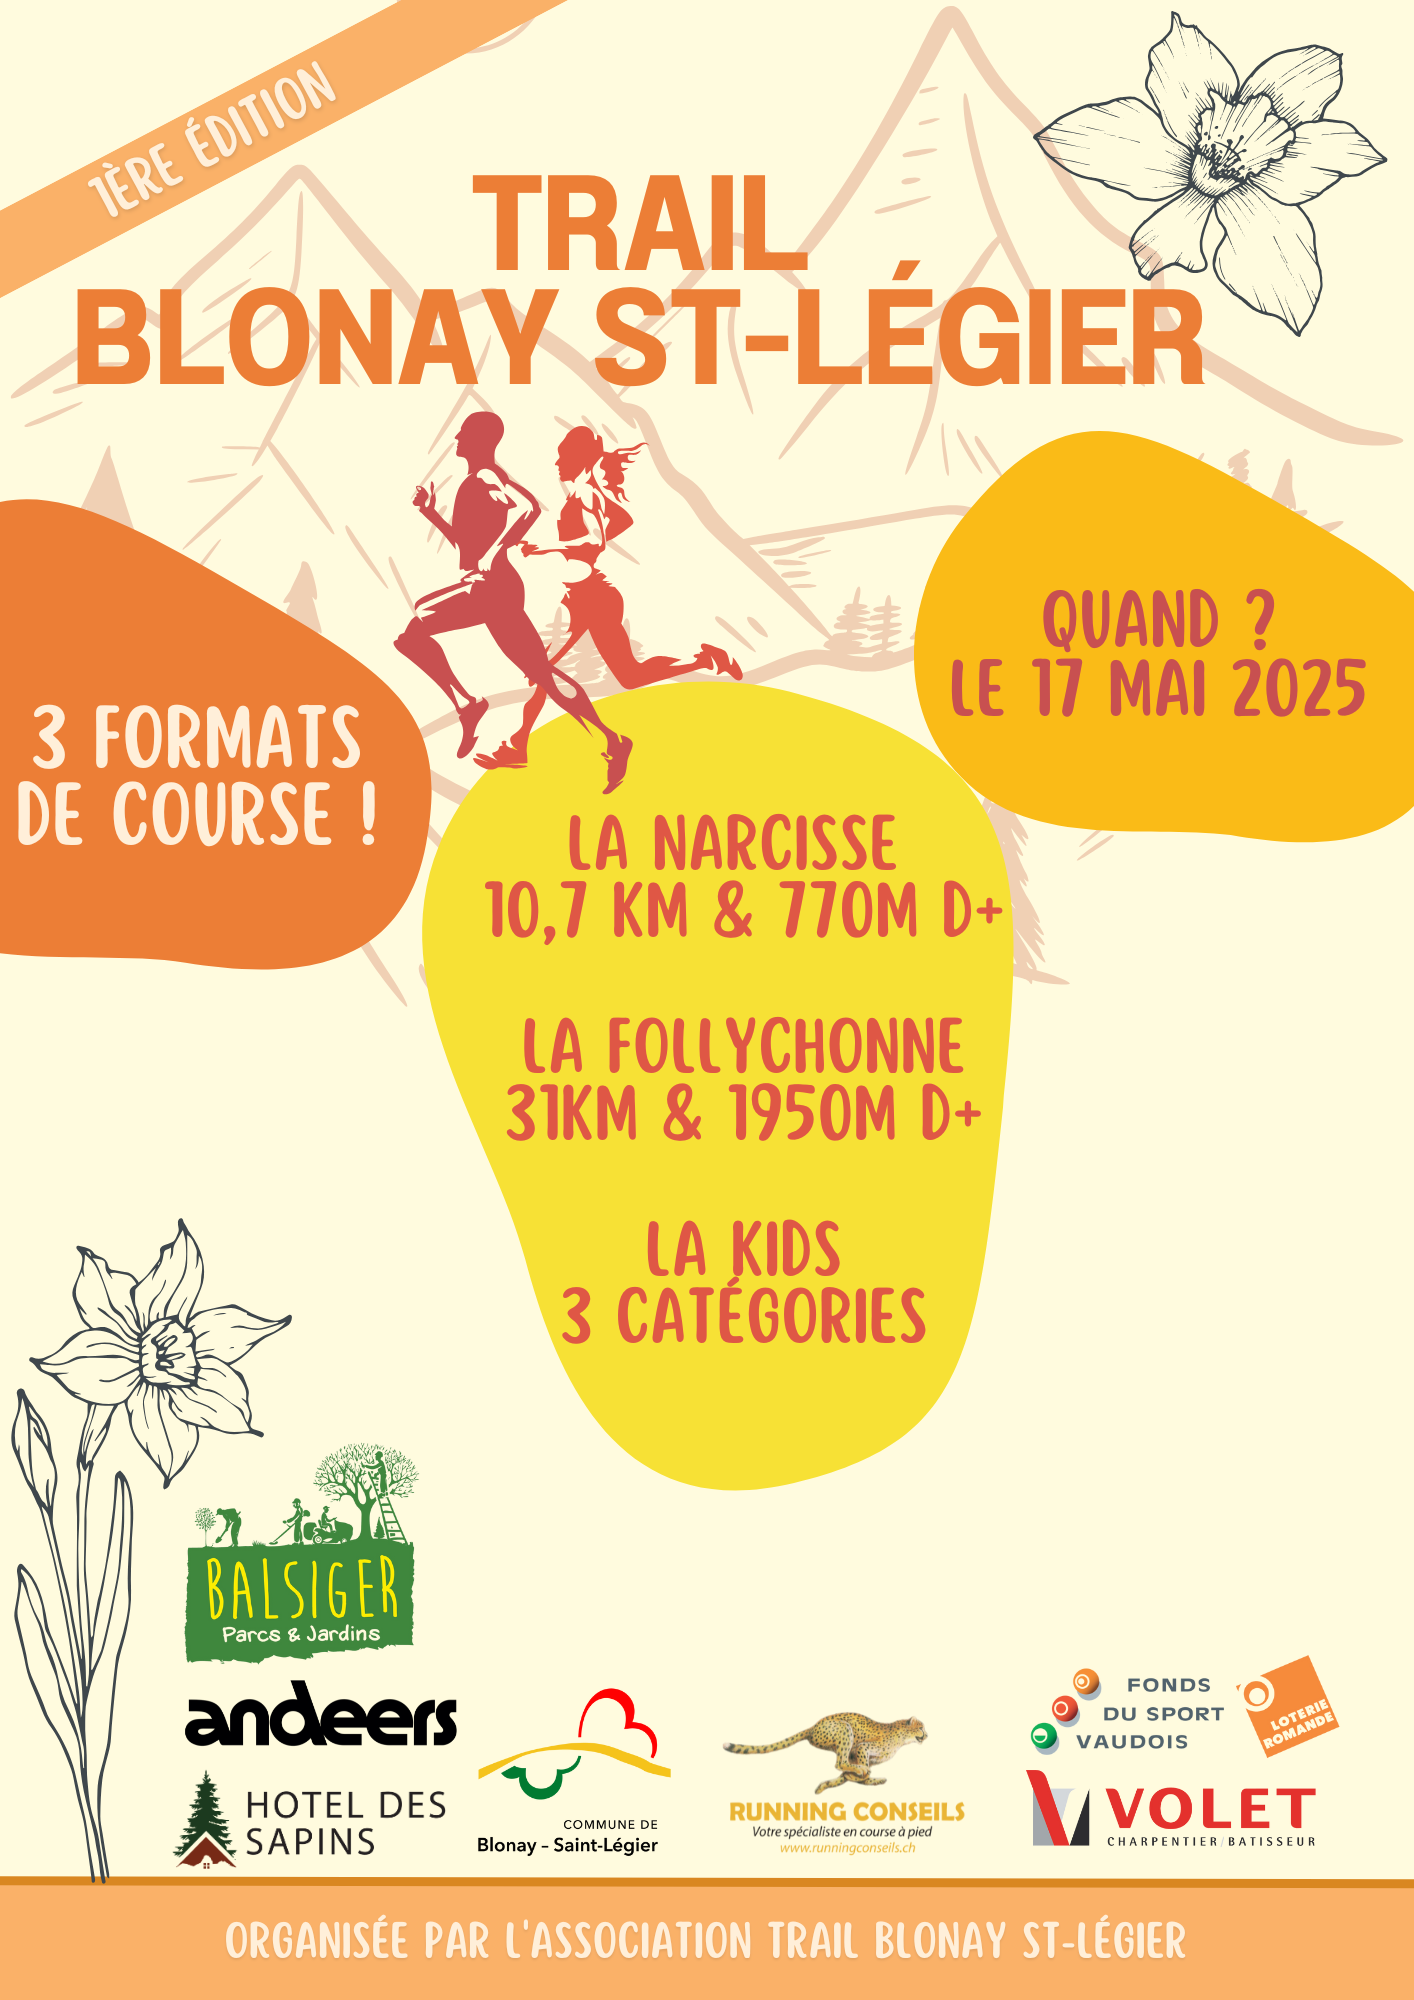 1ÈRE ÉDITION
TRAIL
BLONAY ST-LÉGIER
QUAND ?
LE 17 MAI 2025
3 FORMATS
DE COURSE !
LA NARCISSE
10,7 KM & 770M D+
LA FOLLYCHONNE
31KM & 1950M D+
LA KIDS
3 CATÉGORIES
BALSIGER
Parcs & Jardins
andeers
HOTEL DES
SAPINS
COMMUNE DE
Blonay – Saint-Légier
RUNNING CONSEILS
Votre spécialiste en course à pied
www.runningconseils.ch
FONDS
DU SPORT
VAUDOIS
LOTERIE
ROMANDE
VOLET
CHARPENTIER/BATISSEUR
ORGANISÉE PAR L'ASSOCIATION TRAIL BLONAY ST-LÉGIER